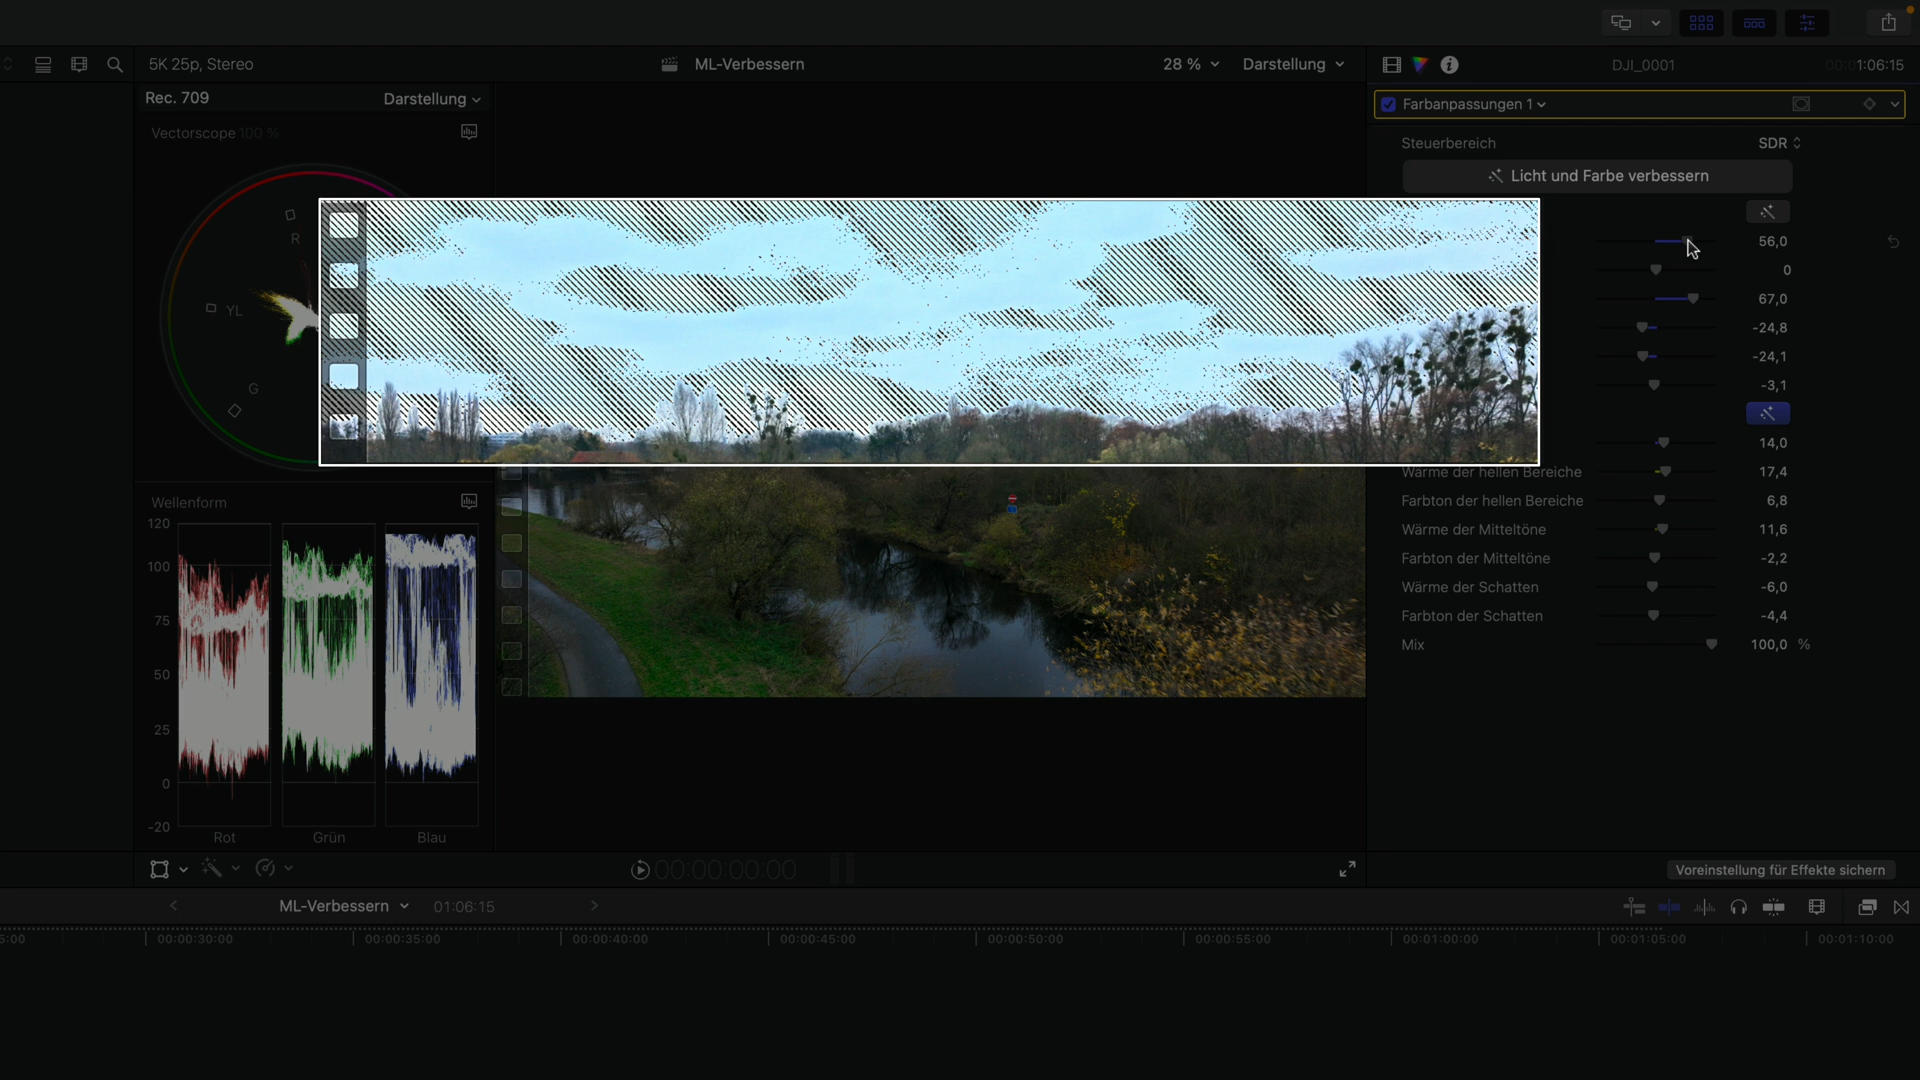 5K 25p, Stereo
ML-Verbessern
28 %
Darstellung
DJI_0001
00:01:06:15
Rec. 709
Darstellung
Farbanpassungen 1
Vectorscope 100 %
Steuerbereich
SDR
Licht und Farbe verbessern
R
56,0
0
YL
67,0
-24,8
-24,1
G
-3,1
14,0
Wärme der hellen Bereiche
17,4
Wellenform
Farbton der hellen Bereiche
6,8
120
Wärme der Mitteltöne
11,6
100
Farbton der Mitteltöne
-2,2
Wärme der Schatten
-6,0
75
Farbton der Schatten
-4,4
Mix
100,0 %
50
25
0
-20
Rot
Grün
Blau
00:00:00:00
Voreinstellung für Effekte sichern
ML-Verbessern
01:06:15
5:00
00:00:30:00
00:00:35:00
00:00:40:00
00:00:45:00
00:00:50:00
00:00:55:00
00:01:00:00
00:01:05:00
00:01:10:00